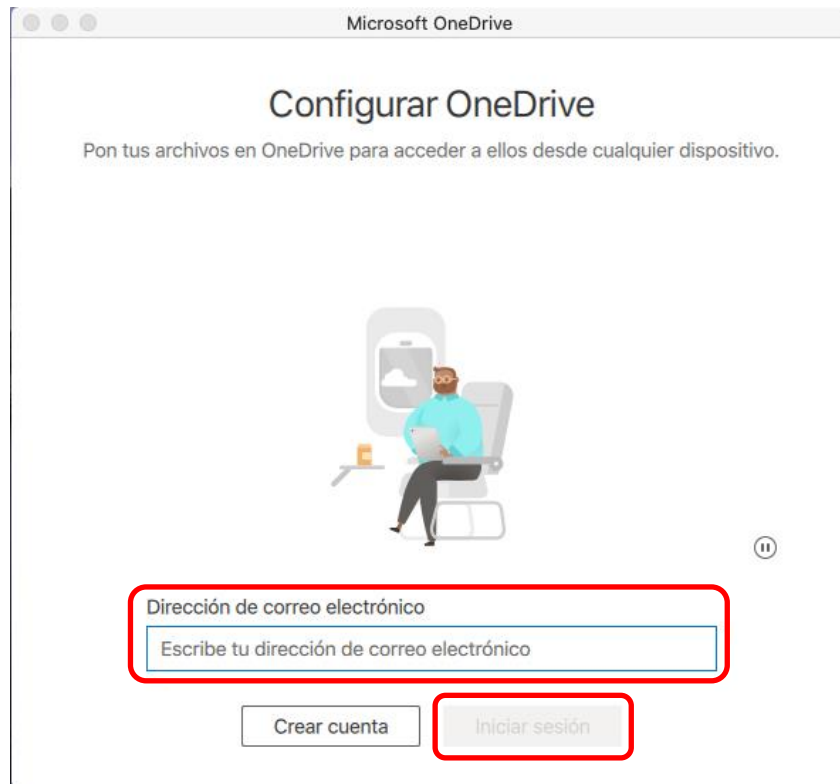 Microsoft OneDrive
Configurar OneDrive
Pon tus archivos en OneDrive para acceder a ellos desde cualquier dispositivo.
Dirección de correo electrónico
Escribe tu dirección de correo electrónico
Crear cuenta
Iniciar sesión